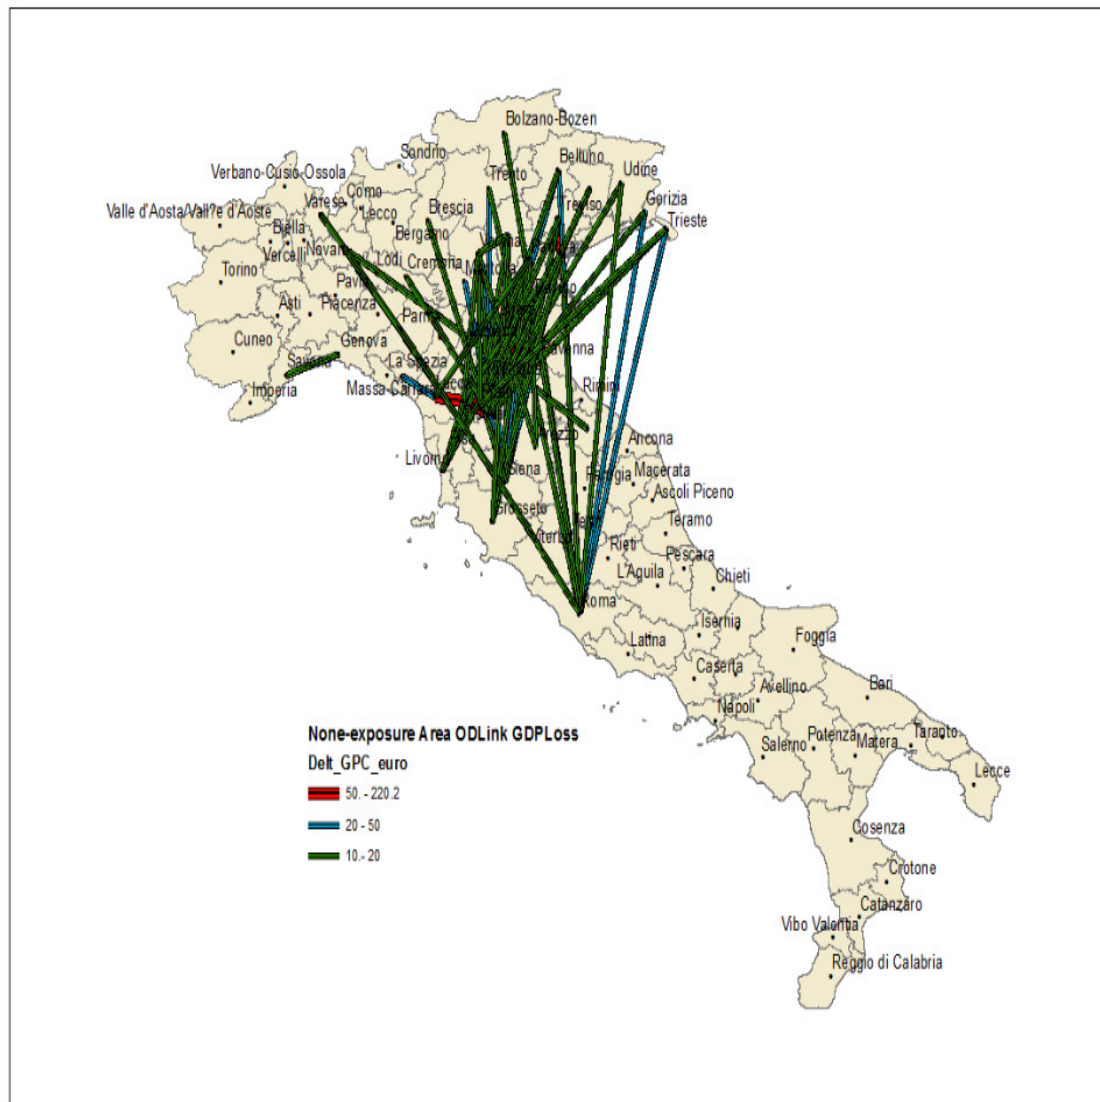 Bolzano-Bozen
Sondrio
Belluno
Trento
Udine
Verbano-Cusio-Ossola
Como
Varese
Brescia
Treviso
Gorizia
Valle d'Aosta/Vall?e d'Aoste
Lecco
Trieste
Biella
Bergamo
Novara
Vercelli
Lodi
Cremona
Torino
Pavia
Asti
Piacenza
Parma
Cuneo
Genova
Savona
La Spezia
Massa-Carrara
Imperia
Rimini
Arezzo
Ancona
Livorno
Siena
Perugia
Macerata
Ascoli Piceno
Grosseto
Teramo
Viterbo
Rieti
Pescara
L'Aquila
Chieti
Roma
Isernia
Latina
Foggia
Caserta
Avellino
Bari
Napoli
None-exposure Area ODLink GDPLoss
Potenza
Taranto
Salerno
Matera
Delt_GPC_euro
Lecce
50. - 220.2
20 - 50
Cosenza
10. - 20
Crotone
Catanzaro
Vibo Valentia
Reggio di Calabria